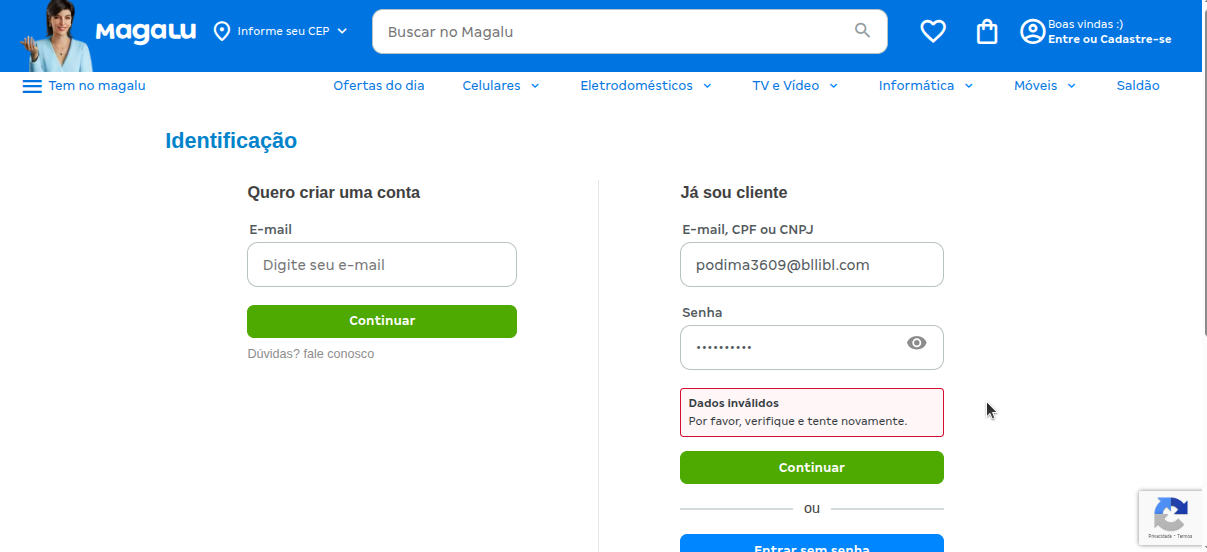 Magalu
Informe seu CEP
Buscar no Magalu
Boas vindas :)
Entre ou Cadastre-se
Tem no magalu
Ofertas do dia
Celulares
Eletrodomésticos
TV e Vídeo
Informática
Móveis
Saldão
Identificação
Quero criar uma conta
E-mail
Digite seu e-mail
Continuar
Dúvidas? fale conosco
Já sou cliente
E-mail, CPF ou CNPJ
podima3609@bllibl.com
Senha
••••••••••
Dados inválidos
Por favor, verifique e tente novamente.
Continuar
ou
Entrar sem senha
Privacidade - Termos